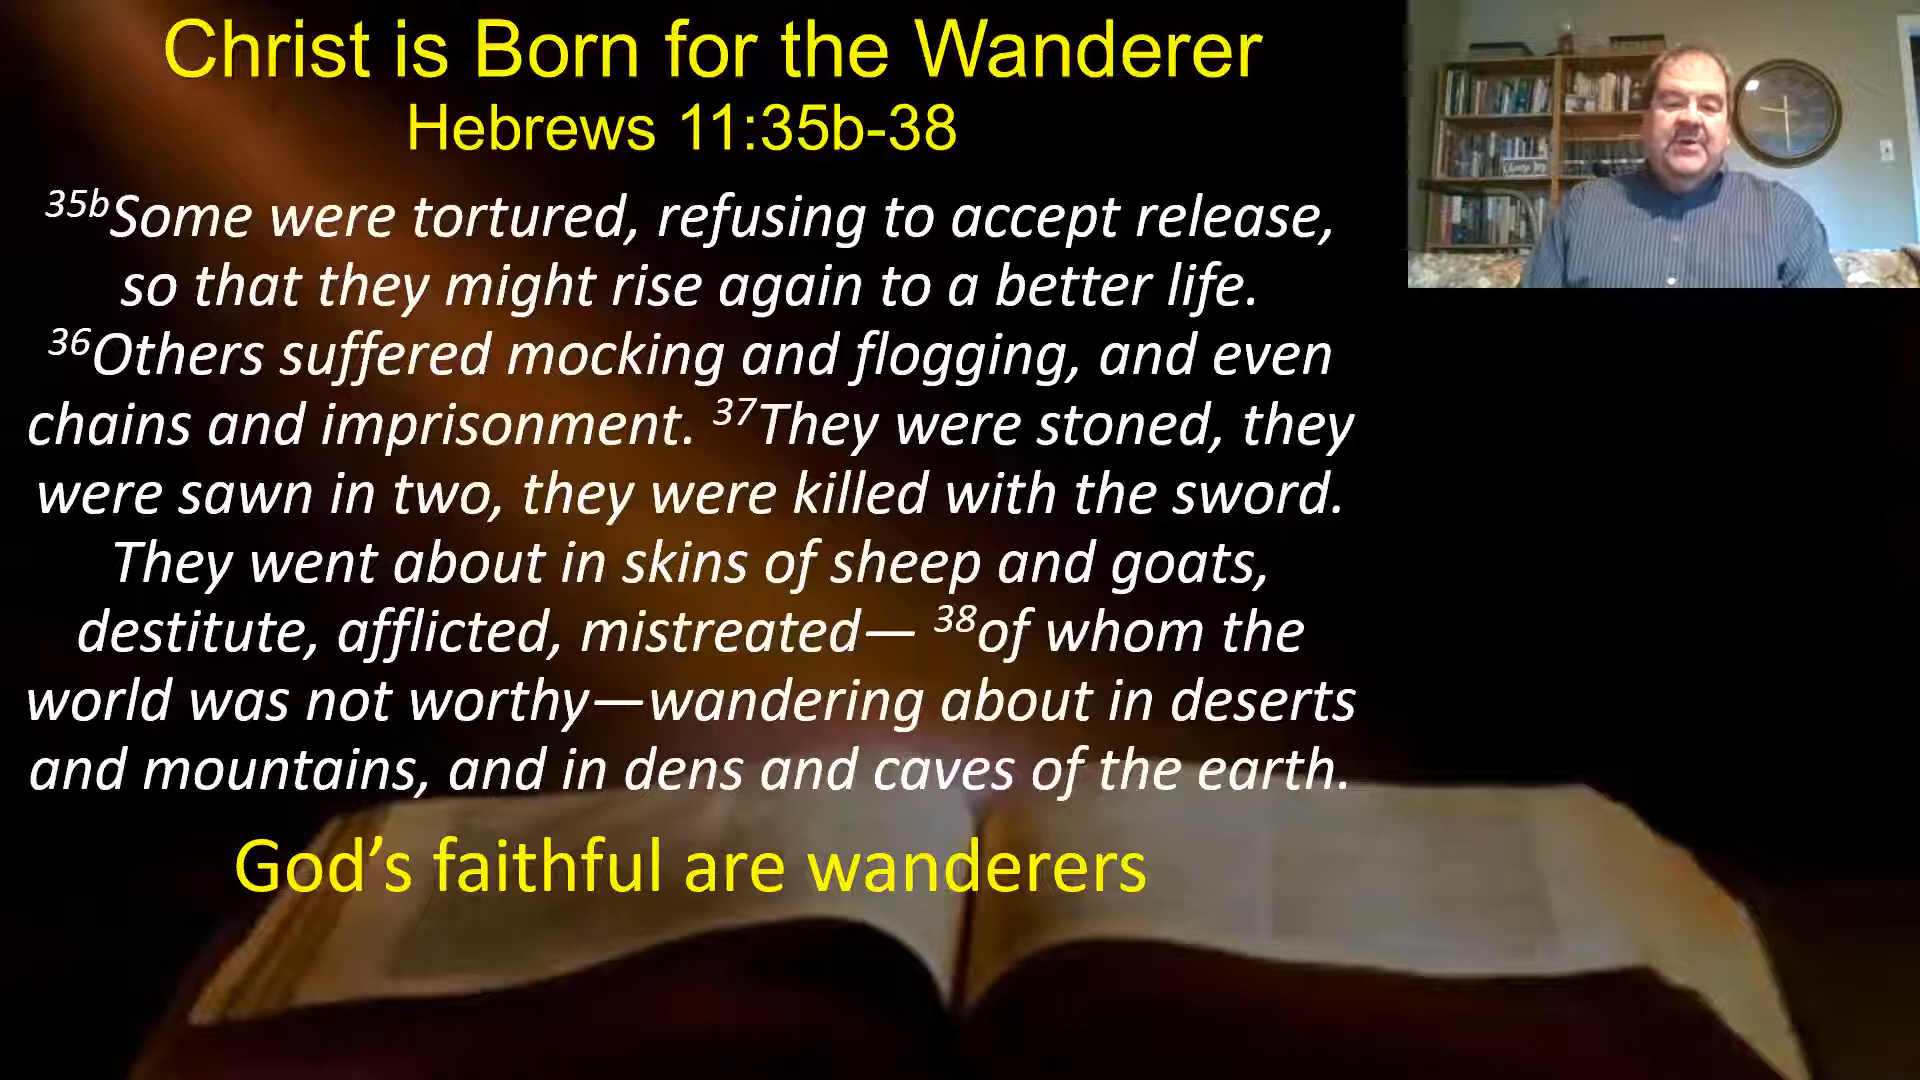 Christ is Born for the Wanderer
Hebrews 11:35b-38
35bSome were tortured, refusing to accept release,
so that they might rise again to a better life.
36Others suffered mocking and flogging, and even
chains and imprisonment. 37They were stoned, they
were sawn in two, they were killed with the sword.
They went about in skins of sheep and goats,
destitute, afflicted, mistreated— 38of whom the
world was not worthy—wandering about in deserts
and mountains, and in dens and caves of the earth.
God’s faithful are wanderers